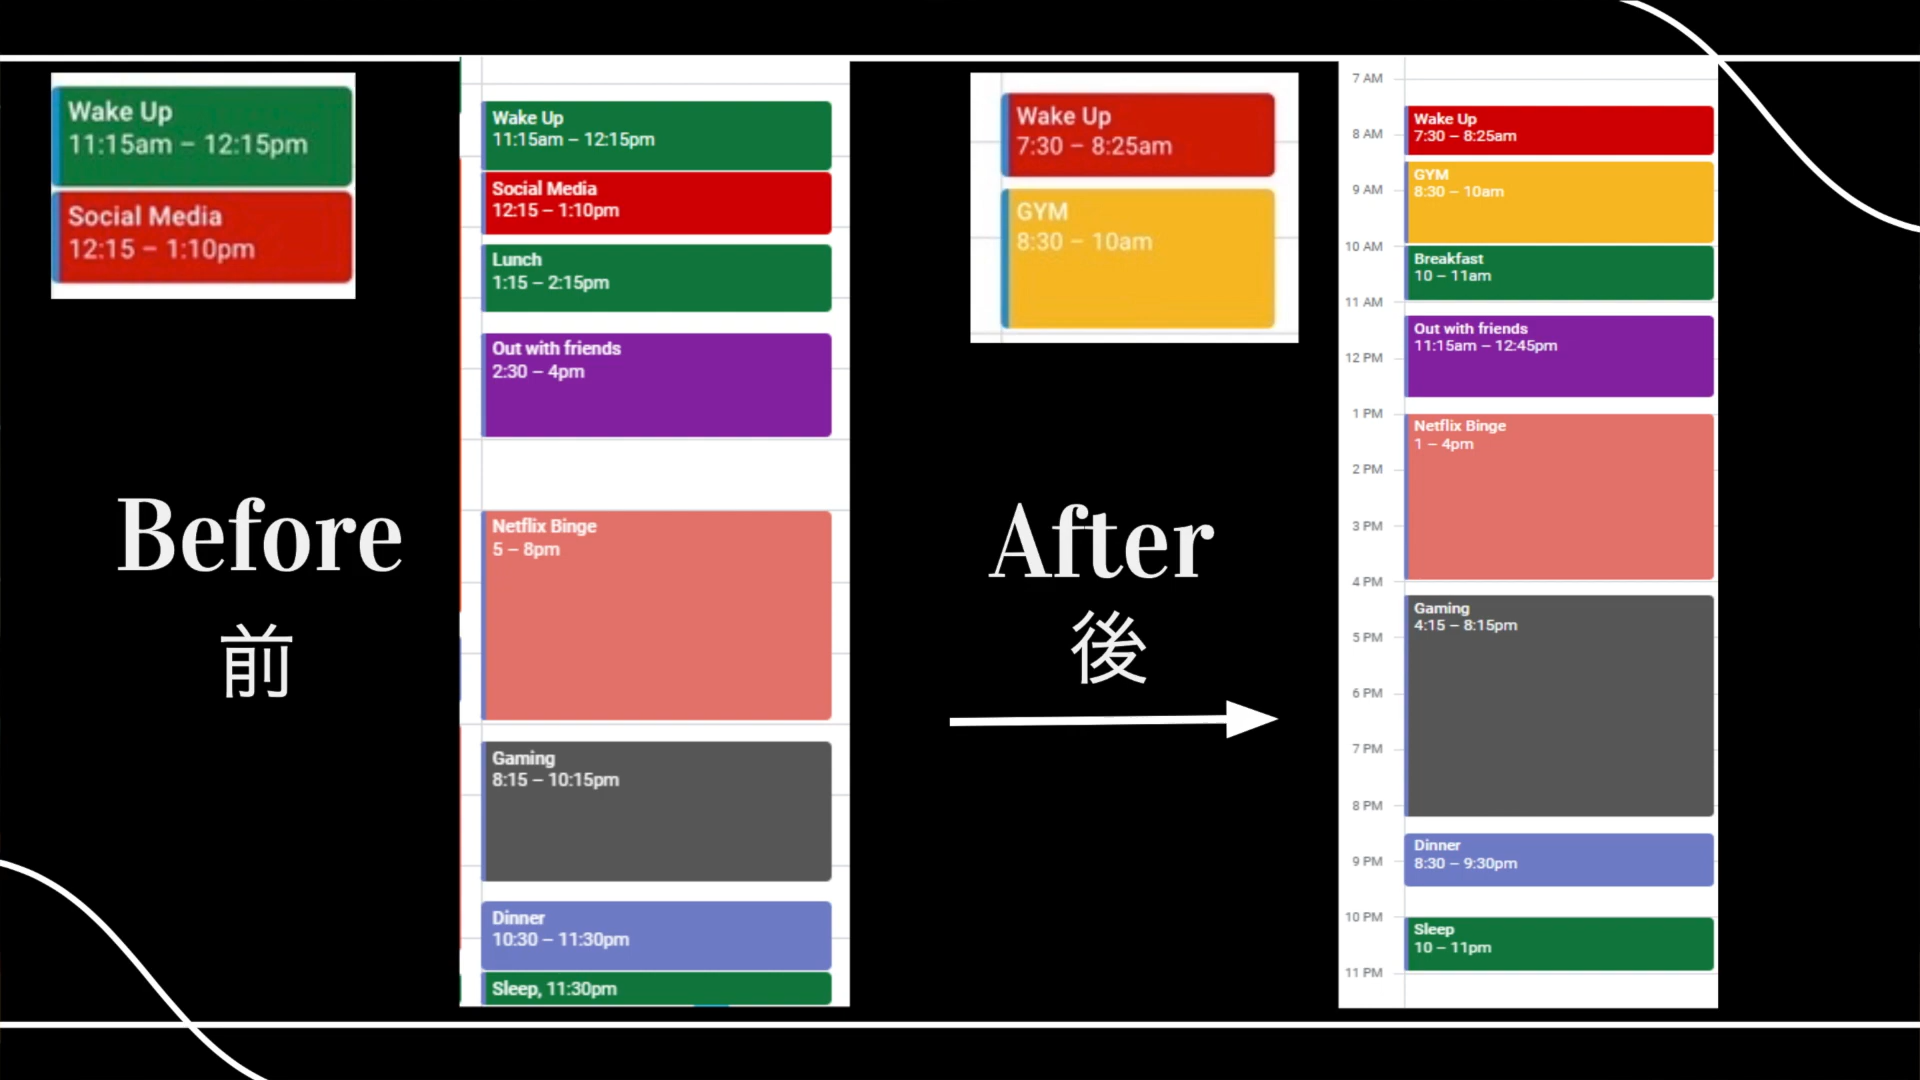 Wake Up
11:15am – 12:15pm
Social Media
12:15 – 1:10pm
Before
前
Wake Up
11:15am – 12:15pm
Social Media
12:15 – 1:10pm
Lunch
1:15 – 2:15pm
Out with friends
2:30 – 4pm
Netflix Binge
5 – 8pm
Gaming
8:15 – 10:15pm
Dinner
10:30 – 11:30pm
Sleep, 11:30pm
Wake Up
7:30 – 8:25am
GYM
8:30 – 10am
After
後
7 AM
Wake Up
8 AM
7:30 – 8:25am
GYM
9 AM
8:30 – 10am
10 AM
Breakfast
10 – 11am
11 AM
Out with friends
11:15am – 12:45pm
12 PM
1 PM
Netflix Binge
1 – 4pm
2 PM
3 PM
4 PM
Gaming
4:15 – 8:15pm
5 PM
6 PM
7 PM
8 PM
Dinner
9 PM
8:30 – 9:30pm
10 PM
Sleep
10 – 11pm
11 PM